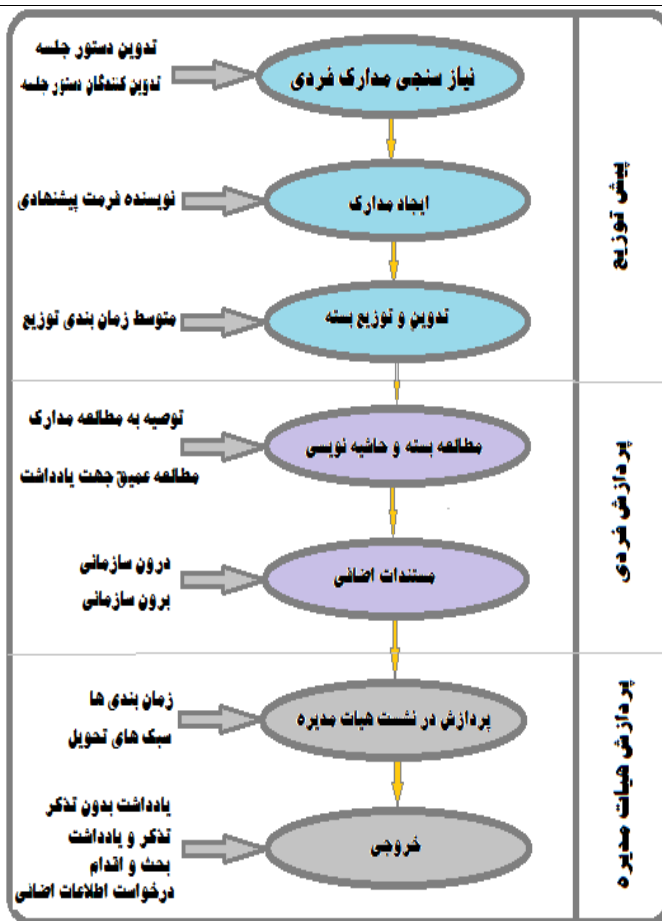 تدوین دستور جلسه
تدوین کنندگان دستور جلسه
نیاز سنجی مدارک فردی
نویسنده فرمت پیشنهادی
ایجاد مدارک
متوسط زمان بندی توزیع
تدوین و توزیع بسته
پیش توزیع
توصیه به مطالعه مدارک
مطالعه عمیق جهت یادداشت
مطالعه بسته و حاشیه نویسی
درون سازمانی
برون سازمانی
مستندات اضافی
پردازش فردی
زمان بندی ها
سبک های تحویل
پردازش در نشست هیات مدیره
یادداشت بدون تذکر
تذکر و یادداشت
بحث و اقدام
درخواست اطلاعات اضافی
خروجی
پردازش هیات مدیره